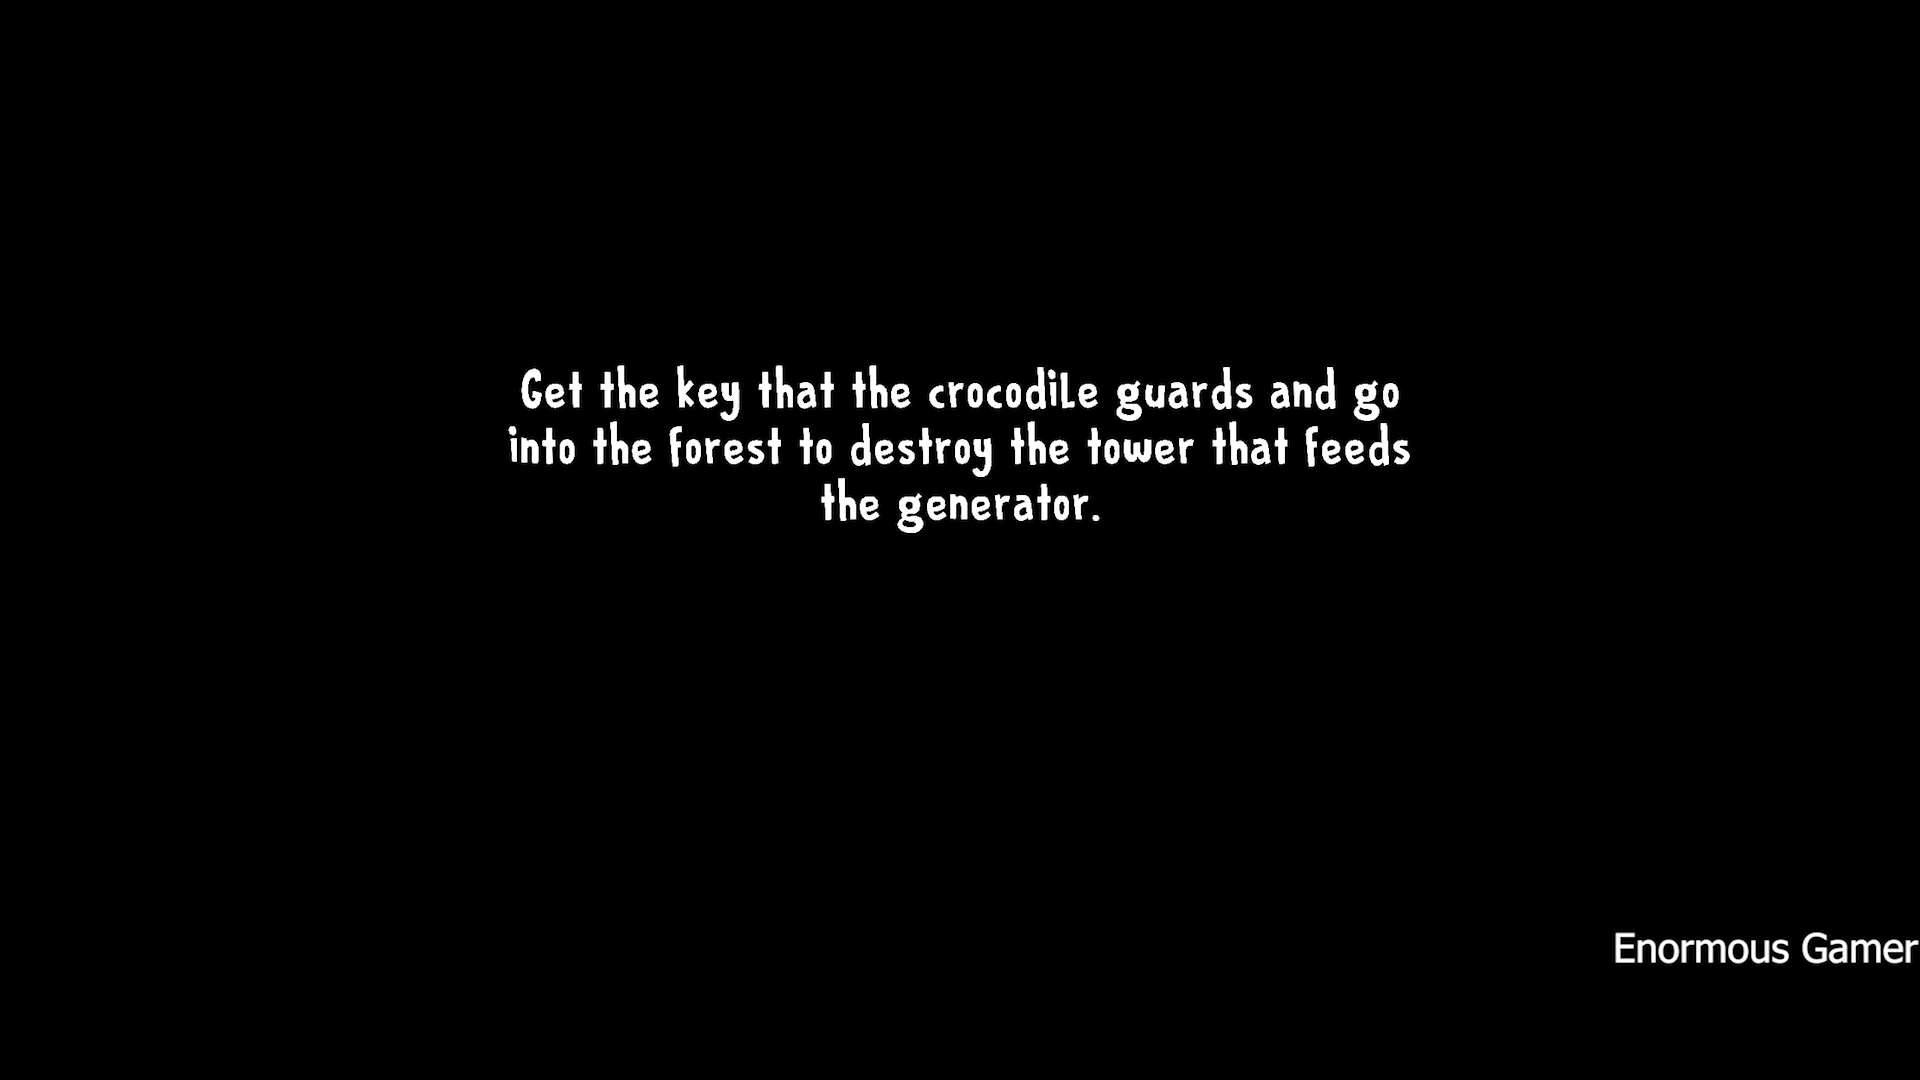 Get the key that the crocodile guards and go
into the forest to destroy the tower that feeds
the generator.
Enormous Gamer